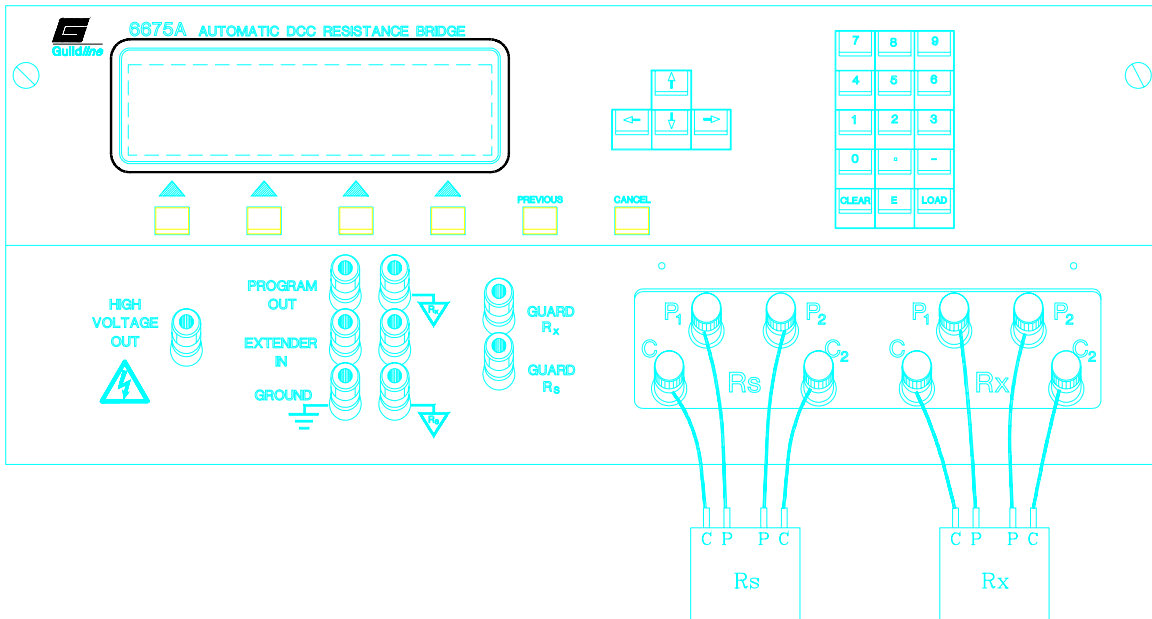 Guildline
6675A AUTOMATIC DCC RESISTANCE BRIDGE
7 8 9
4 5 6
1 2 3
0 -
CLEAR E LOAD
PREVIOUS
CANCEL
HIGH
VOLTAGE
OUT
PROGRAM
OUT
Rx
EXTENDER
IN
GROUND
Rs
GUARD
Rx
GUARD
Rs
P1 P2
C C2
Rs
P1 P2
C C2
Rx
C P P C
Rs
C P P C
Rx